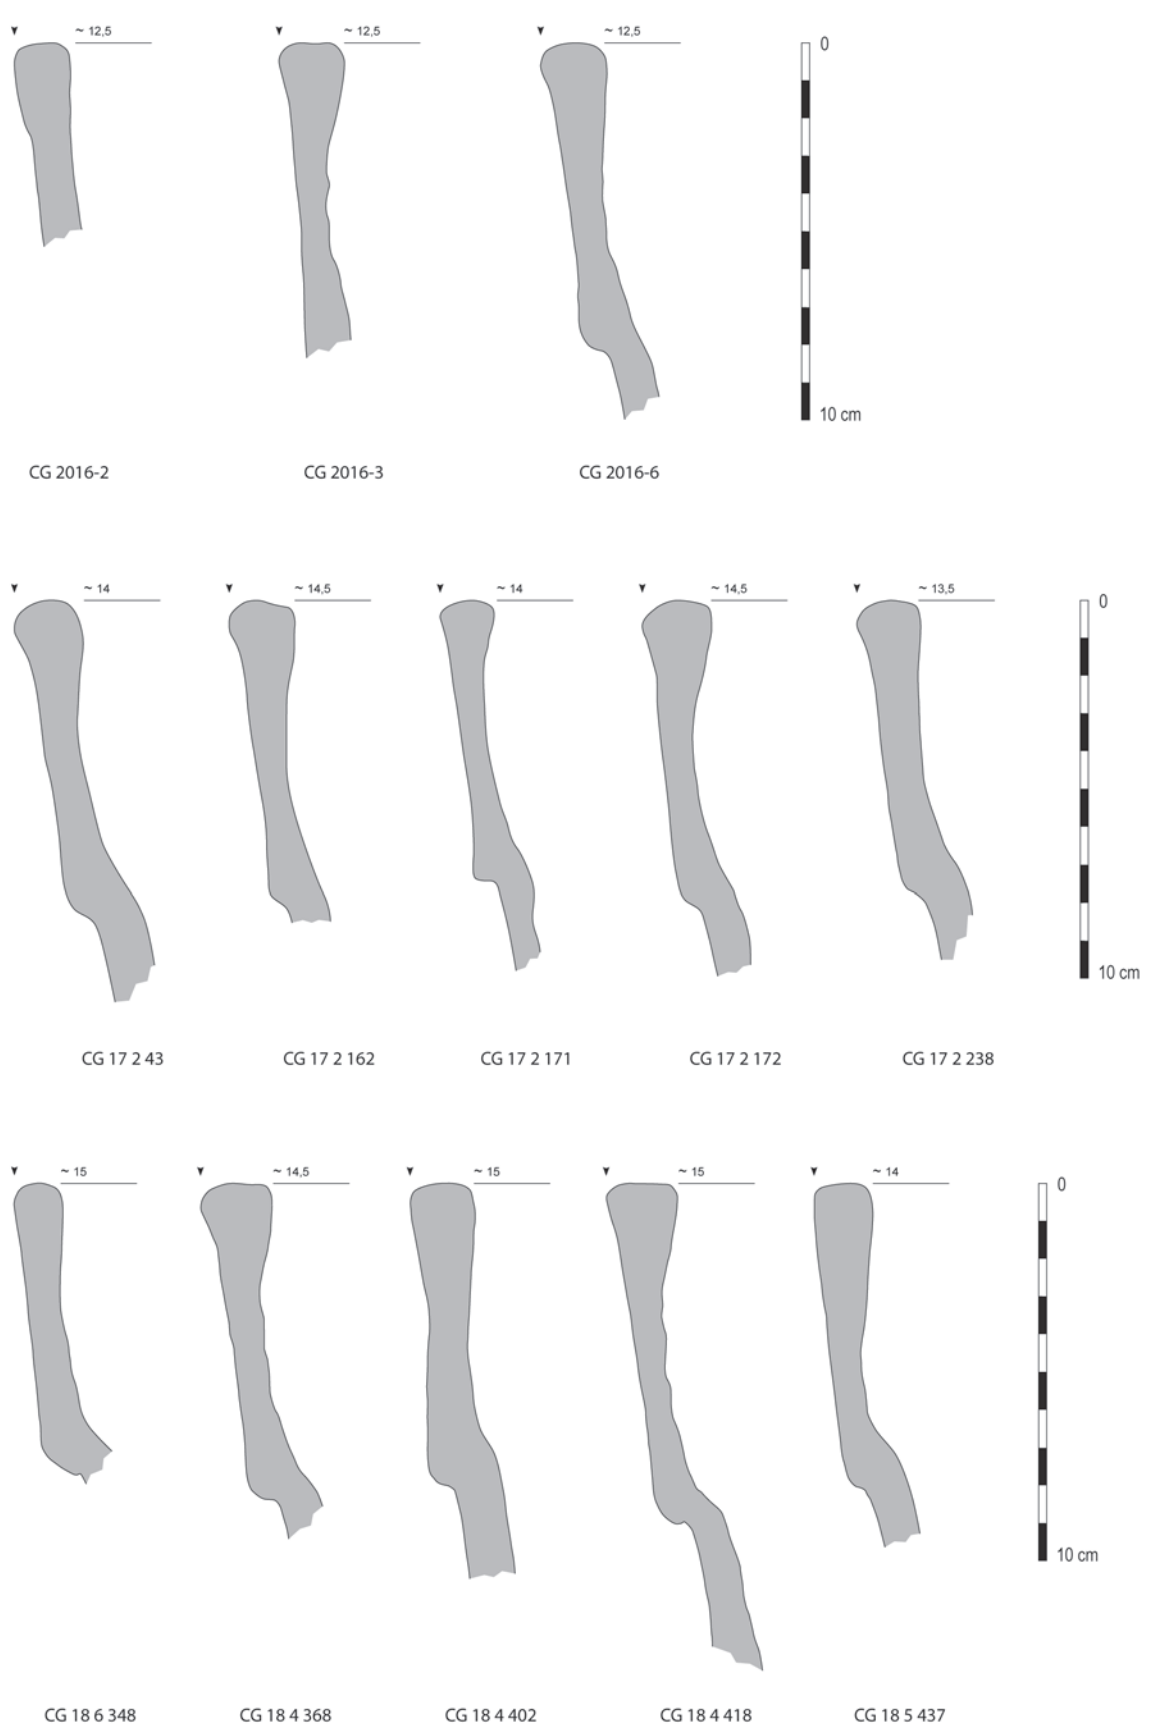 ~ 12,5 ~ 12,5 ~ 12,5 0
10 cm
CG 2016-2 CG 2016-3 CG 2016-6
~ 14 ~ 14,5 ~ 14 ~ 14,5 ~ 13,5 0
10 cm
CG 17 2 43 CG 17 2 162 CG 17 2 171 CG 17 2 172 CG 17 2 238
~ 15 ~ 14,5 ~ 15 ~ 15 ~ 14 0
10 cm
CG 18 6 348 CG 18 4 368 CG 18 4 402 CG 18 4 418 CG 18 5 437